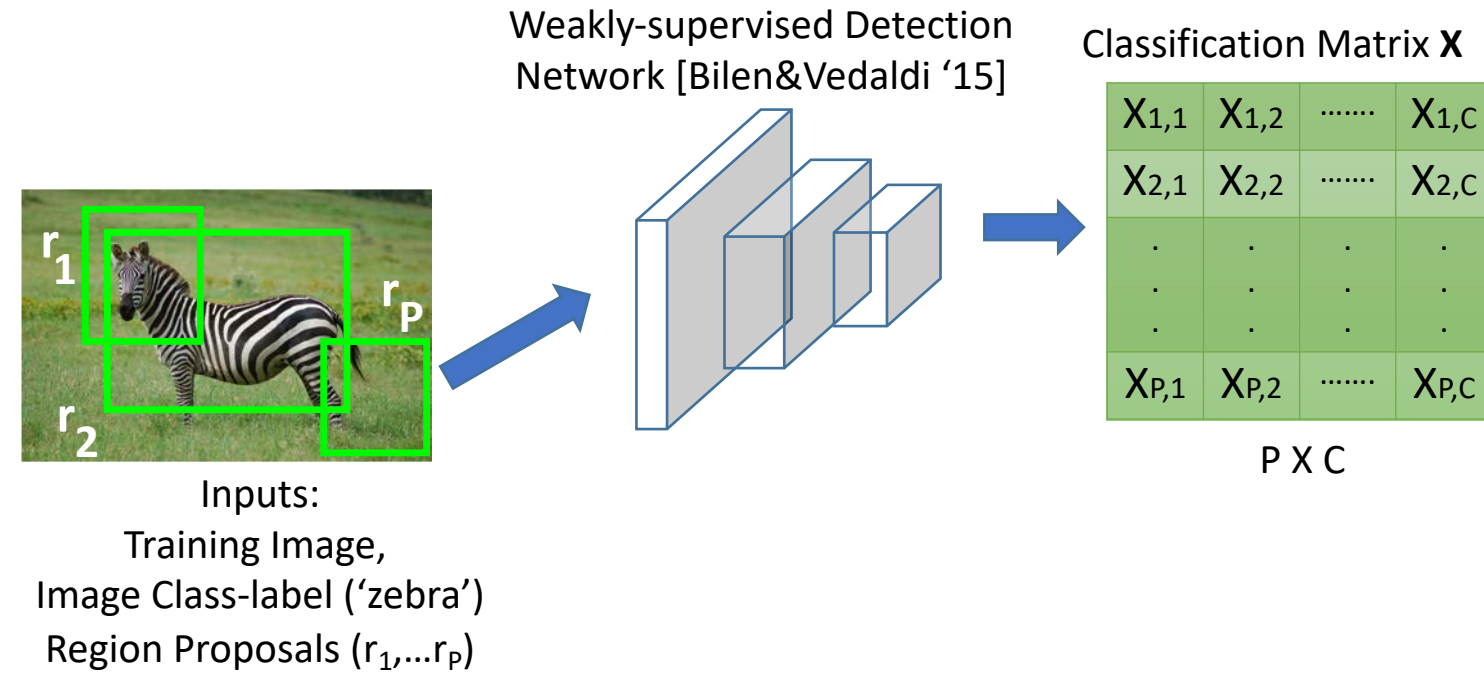 Weakly-supervised Detection
Network [Bilen&Vedaldi ‘15]
Classification Matrix X
X1,1 X1,2 ....... X1,C
X2,1 X2,2 ....... X2,C
. . . .
. . . .
. . . .
XP,1 XP,2 ....... XP,C
P X C
r1
r2
rP
Inputs:
Training Image,
Image Class-label (‘zebra’)
Region Proposals (r1,…rP)